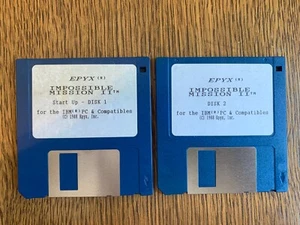 EPYX (R)
IMPOSSIBLE
MISSION II™
Start Up - DISK 1
for the IBM(R) PC & Compatibles
(C) 1988 Epyx, Inc.
EPYX (R)
IMPOSSIBLE
MISSION II™
DISK 2
for the IBM(R) PC & Compatibles
(C) 1988 Epyx, Inc.